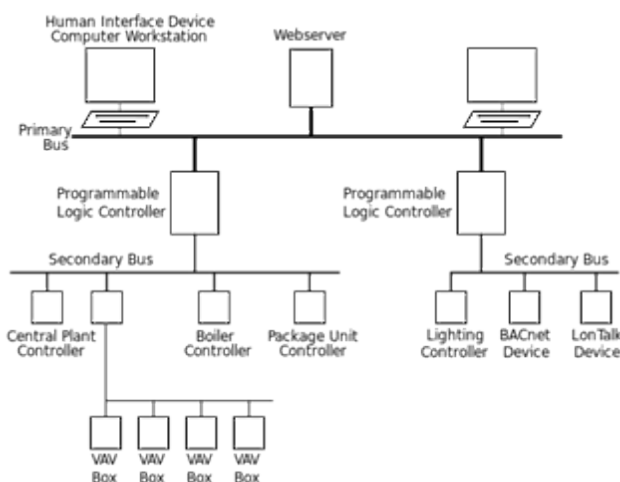 Human Interface Device
Computer Workstation
Webserver
Primary
Bus
Programmable
Logic Controller
Programmable
Logic Controller
Secondary Bus
Secondary Bus
Central Plant
Controller
Boiler
Controller
Package Unit
Controller
Lighting
Controller
BACnet
Device
LonTalk
Device
VAV
Box
VAV
Box
VAV
Box
VAV
Box